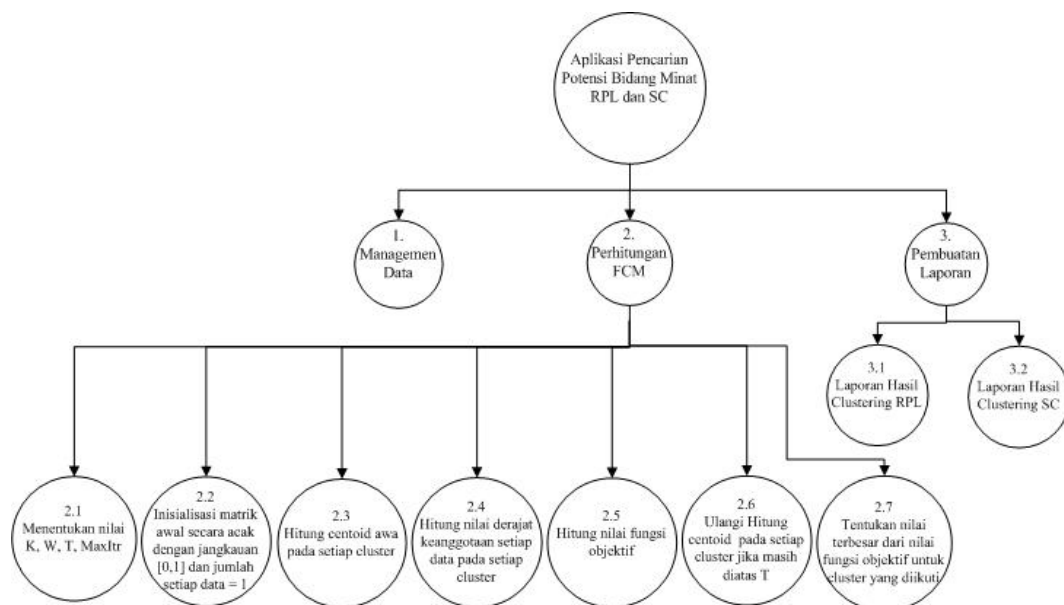 Aplikasi Pencarian
Potensi Bidang Minat
RPL dan SC
1.
Managemen
Data
2.
Perhitungan
FCM
3.
Pembuatan
Laporan
3.1
Laporan Hasil
Clustering RPL
3.2
Laporan Hasil
Clustering SC
2.1
Menentukan nilai
K, W, T, MaxItr
2.2
Inisialisasi matrik
awal secara acak
dengan jangkauan
[0,1] dan jumlah
setiap data = 1
2.3
Hitung centoid awa
pada setiap cluster
2.4
Hitung nilai derajat
keanggotaan setiap
data pada setiap
cluster
2.5
Hitung nilai fungsi
objektif
2.6
Ulangi Hitung
centoid pada setiap
cluster jika masih
diatas T
2.7
Tentukan nilai
terbesar dari nilai
fungsi objektif untuk
cluster yang diikuti